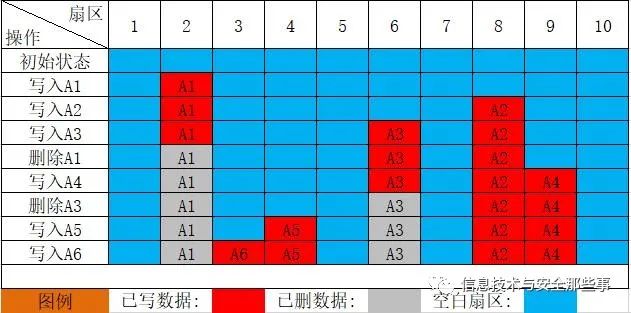 扇区
操作 1 2 3 4 5 6 7 8 9 10
初始状态
写入A1 A1
写入A2 A1 A2
写入A3 A1 A3 A2
删除A1 A1 A3 A2
写入A4 A1 A3 A2 A4
删除A3 A1 A3 A2 A4
写入A5 A1 A5 A3 A2 A4
写入A6 A1 A6 A5 A3 A2 A4
信息技术与安全那些事
图例 已写数据: 已删数据: 空白扇区: